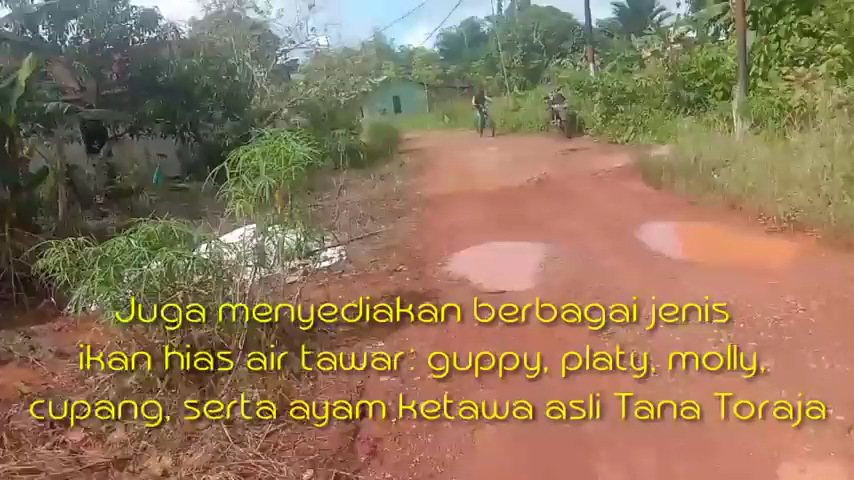 Juga menyediakan berbagai jenis
ikan hias air tawar: guppy, platy, molly,
cupang, serta ayam ketawa asli Tana Toraja